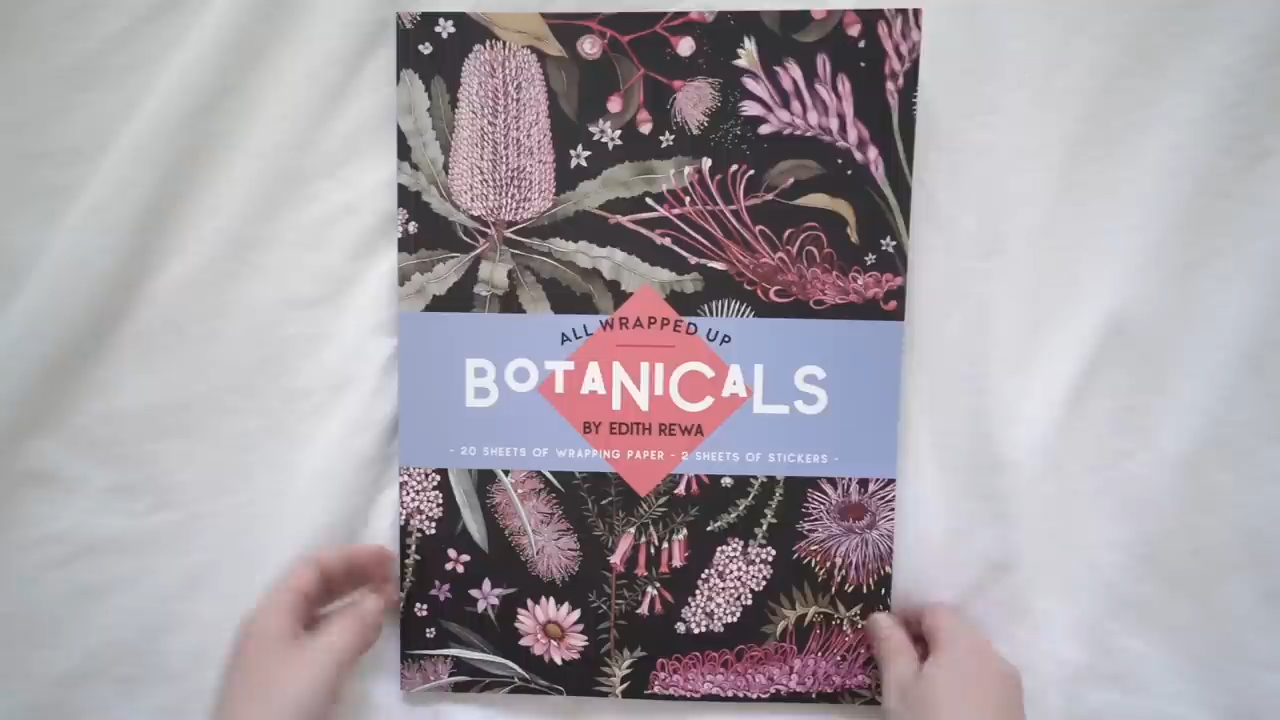 ALL WRAPPED UP
BOTANICALS
BY EDITH REWA
- 20 SHEETS OF WRAPPING PAPER - 2 SHEETS OF STICKERS -